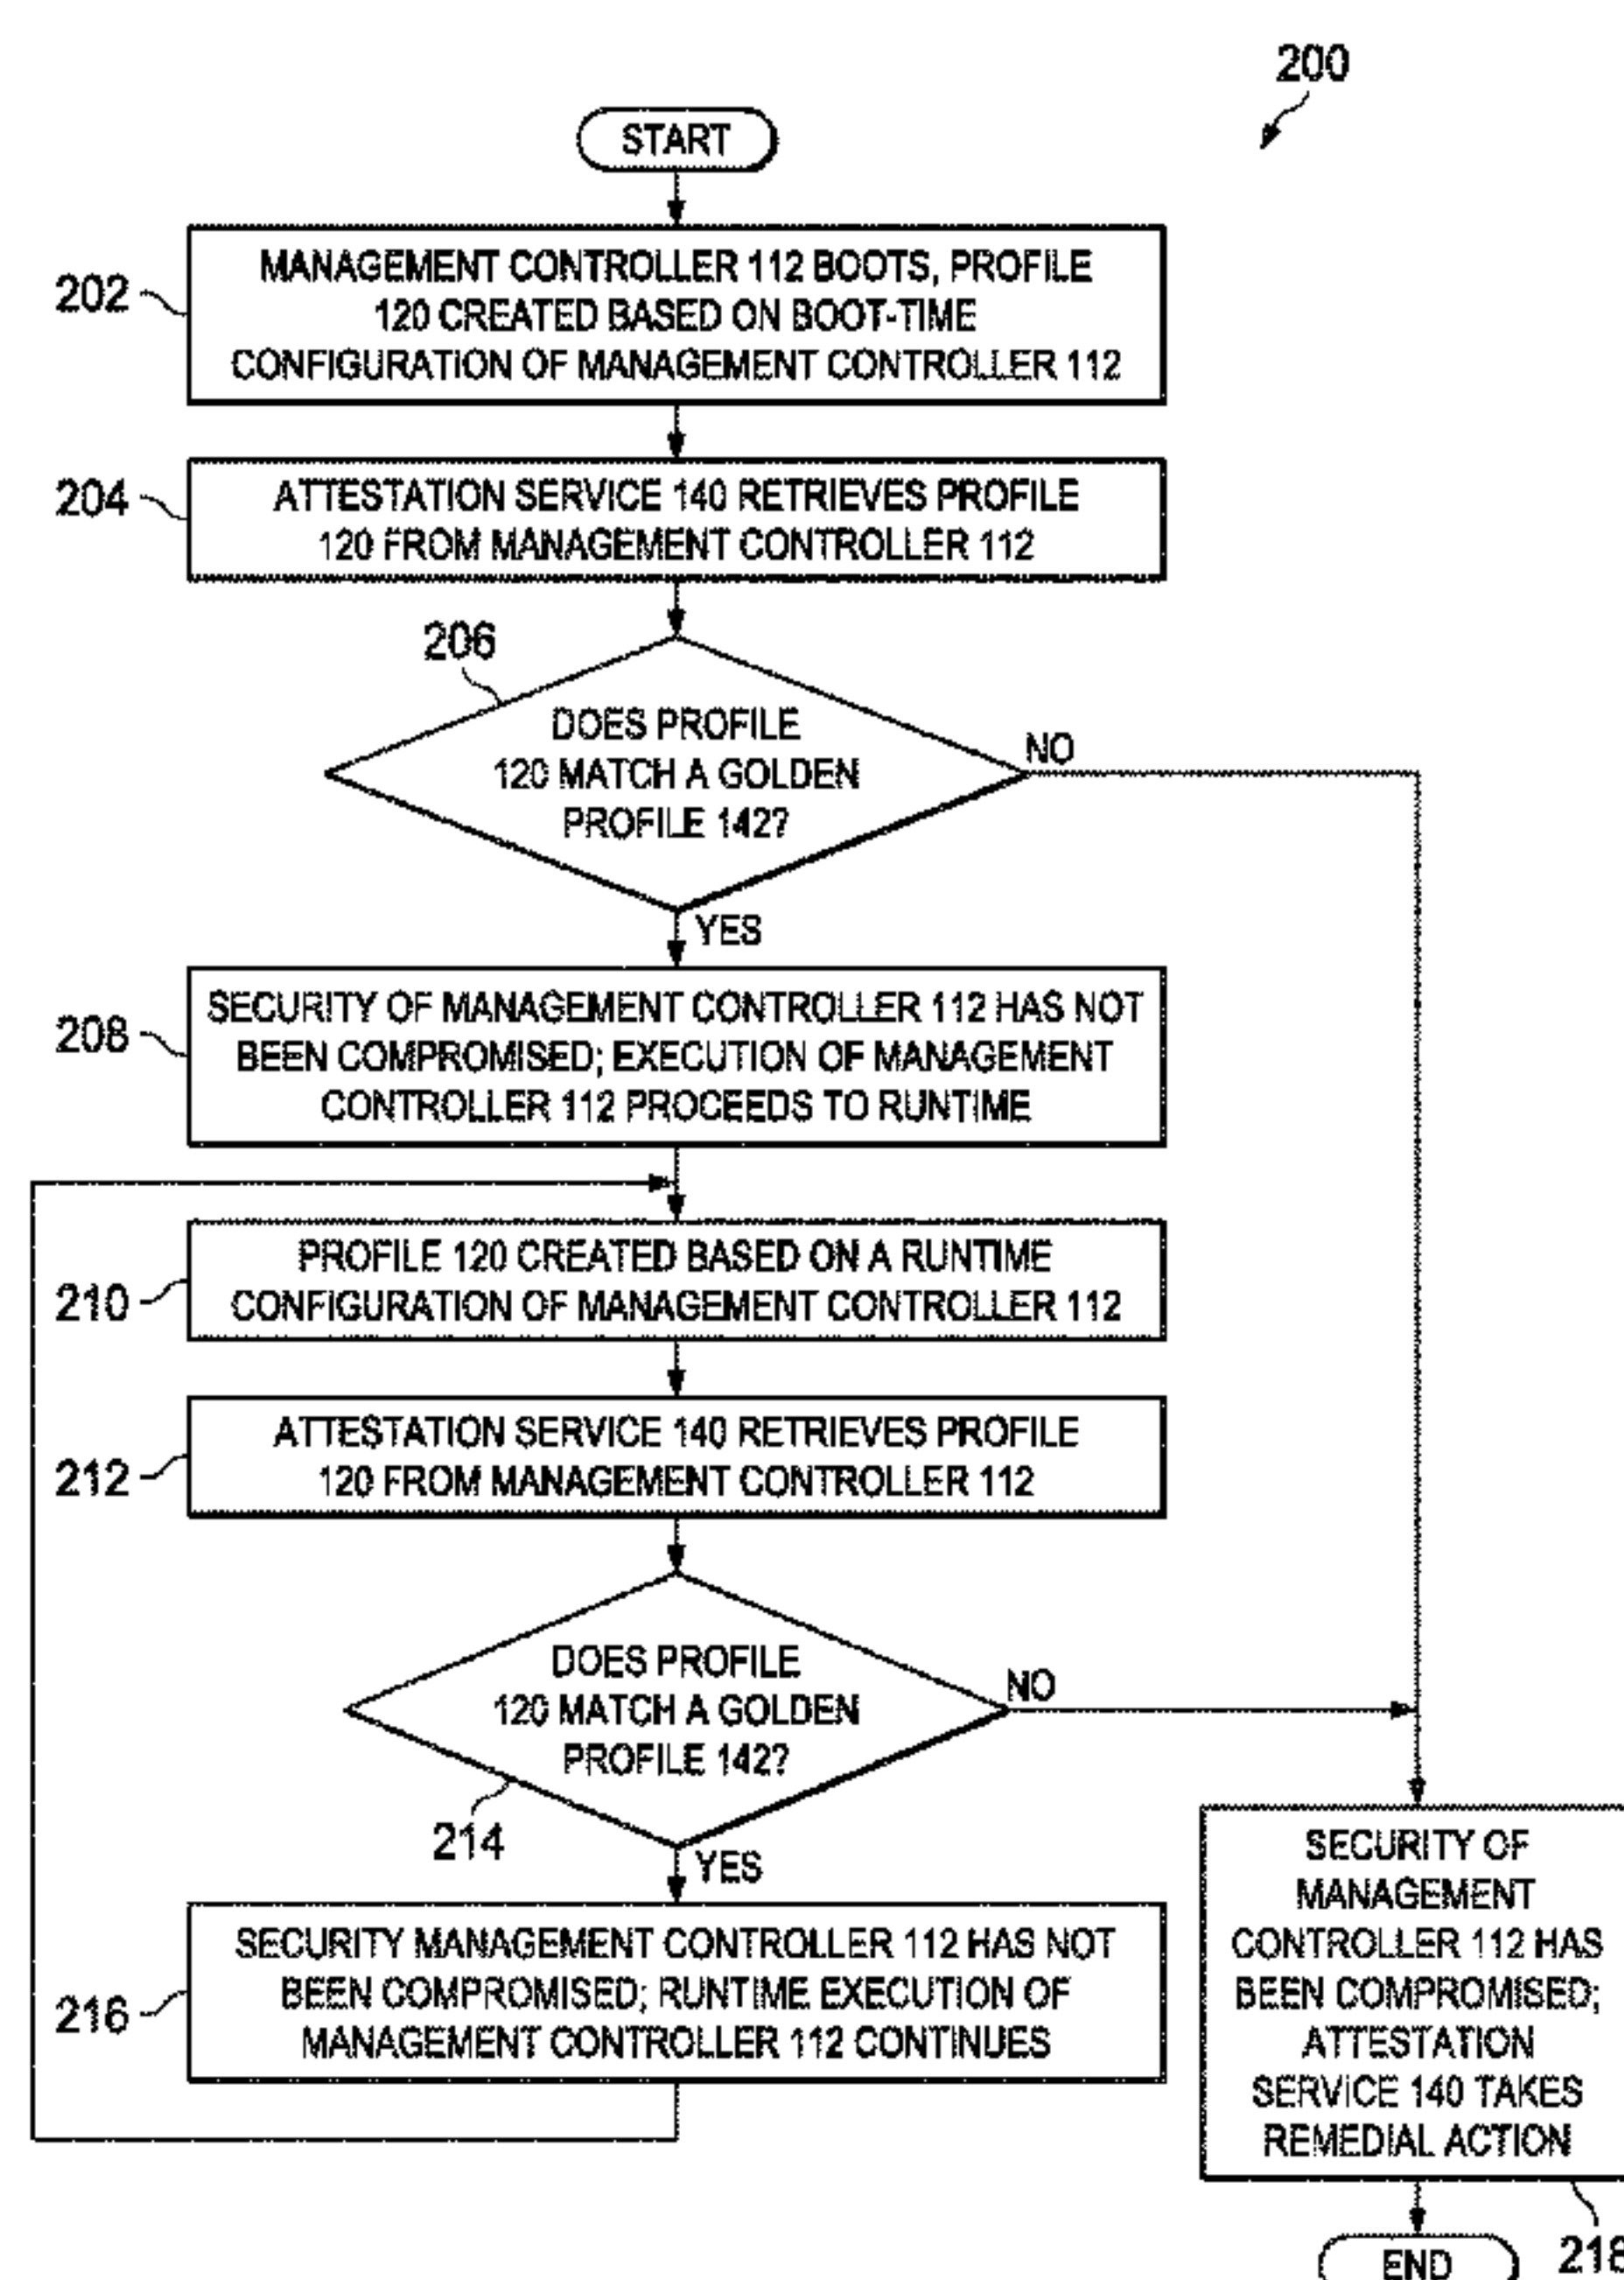 200
START
202
MANAGEMENT CONTROLLER 112 BOOTS, PROFILE
120 CREATED BASED ON BOOT-TIME
CONFIGURATION OF MANAGEMENT CONTROLLER 112
204
ATTESTATION SERVICE 140 RETRIEVES PROFILE
120 FROM MANAGEMENT CONTROLLER 112
206
DOES PROFILE
120 MATCH A GOLDEN
PROFILE 142?
NO
YES
208
SECURITY OF MANAGEMENT CONTROLLER 112 HAS NOT
BEEN COMPROMISED; EXECUTION OF MANAGEMENT
CONTROLLER 112 PROCEEDS TO RUNTIME
210
PROFILE 120 CREATED BASED ON A RUNTIME
CONFIGURATION OF MANAGEMENT CONTROLLER 112
212
ATTESTATION SERVICE 140 RETRIEVES PROFILE
120 FROM MANAGEMENT CONTROLLER 112
DOES PROFILE
120 MATCH A GOLDEN
PROFILE 142?
NO
214
YES
216
SECURITY MANAGEMENT CONTROLLER 112 HAS NOT
BEEN COMPROMISED; RUNTIME EXECUTION OF
MANAGEMENT CONTROLLER 112 CONTINUES
SECURITY OF
MANAGEMENT
CONTROLLER 112 HAS
BEEN COMPROMISED;
ATTESTATION
SERVICE 140 TAKES
REMEDIAL ACTION
218
END